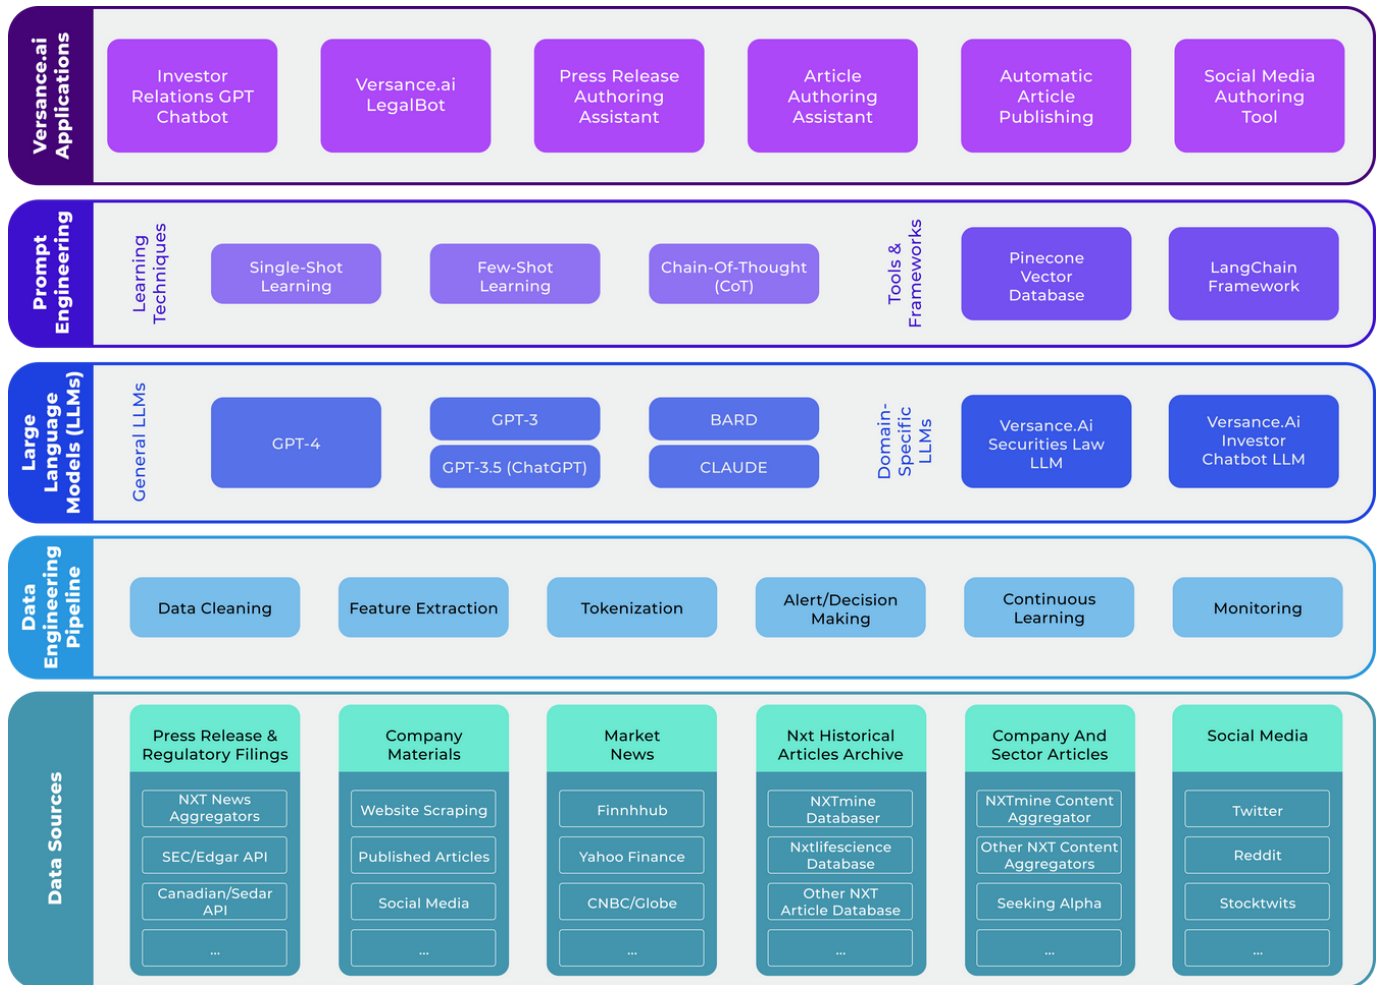 Versance.ai
Applications
Investor
Relations GPT
Chatbot
Versance.ai
LegalBot
Press Release
Authoring
Assistant
Article
Authoring
Assistant
Automatic
Article
Publishing
Social Media
Authoring
Tool
Prompt
Engineering
Learning
Techniques
Single-Shot
Learning
Few-Shot
Learning
Chain-Of-Thought
(CoT)
Tools &
Frameworks
Pinecone
Vector
Database
LangChain
Framework
Large
Language
Models (LLMs)
General LLMs
GPT-4
GPT-3
GPT-3.5 (ChatGPT)
BARD
CLAUDE
Domain-
Specific
LLMs
Versance.Ai
Securities Law
LLM
Versance.Ai
Investor
Chatbot LLM
Data
Engineering
Pipeline
Data Cleaning
Feature Extraction
Tokenization
Alert/Decision
Making
Continuous
Learning
Monitoring
Data Sources
Press Release &
Regulatory Filings
NXT News
Aggregators
SEC/Edgar API
Canadian/Sedar
API
...
Company
Materials
Website Scraping
Published Articles
Social Media
...
Market
News
Finnhhub
Yahoo Finance
CNBC/Globe
...
Nxt Historical
Articles Archive
NXTmine
Databaser
Nxtlifescience
Database
Other NXT
Article Database
...
Company And
Sector Articles
NXTmine Content
Aggregator
Other NXT Content
Aggregators
Seeking Alpha
...
Social Media
Twitter
Reddit
Stocktwits
...